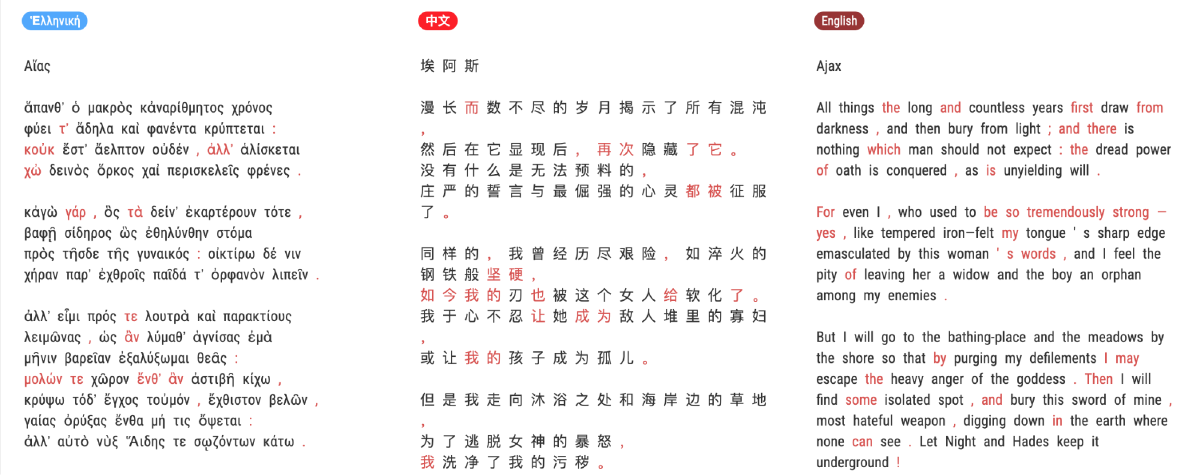 Ἑλληνική
Αἴας
ἅπανθ' ὁ μακρὸς κἀναρίθμητος χρόνος
φύει τ' ἄδηλα καὶ φανέντα κρύπτεται :
κοὐκ ἔστ' ἄελπτον οὐδέν , ἀλλ' ἁλίσκεται
χὠ δεινὸς ὅρκος χαἰ περισκελεῖς φρένες .
κἀγὼ γάρ , ὃς τὰ δείν' ἐκαρτέρουν τότε ,
βαφῇ σίδηρος ὣς ἐθηλύνθην στόμα
πρὸς τῆσδε τῆς γυναικός : οἰκτίρω δέ νιν
χήραν παρ' ἐχθροῖς παῖδά τ' ὀρφανὸν λιπεῖν .
ἀλλ' εἶμι πρός τε λουτρὰ καὶ παρακτίους
λειμῶνας , ὡς ἂν λύμαθ' ἁγνίσας ἐμὰ
μῆνιν βαρεῖαν ἐξαλύξωμαι θεᾶς :
μολών τε χῶρον ἔνθ' ἂν ἀστιβῆ κίχω ,
κρύψω τόδ' ἔγχος τοὐμόν , ἔχθιστον βελῶν ,
γαίας ὀρύξας ἔνθα μή τις ὄψεται :
ἀλλ' αὐτὸ νὺξ Ἅιδης τε σῳζόντων κάτω .
中文
埃阿斯
漫长而数不尽的岁月揭示了所有混沌
,
然后在它显现后, 再次隐藏了它。
没有什么是无法预料的,
庄严的誓言与最倔强的心灵都被征服
了。
同样的, 我曾经历尽艰险, 如淬火的
钢铁般坚硬,
如今我的刃也被这个女人给软化了。
我于心不忍让她成为敌人堆里的寡妇
,
或让我的孩子成为孤儿。
但是我走向沐浴之处和海岸边的草地
,
为了逃脱女神的暴怒,
我洗净了我的污秽。
English
Ajax
All things the long and countless years first draw from
darkness , and then bury from light ; and there is
nothing which man should not expect : the dread power
of oath is conquered , as is unyielding will .
For even I , who used to be so tremendously strong —
yes , like tempered iron—felt my tongue ' s sharp edge
emasculated by this woman ' s words , and I feel the
pity of leaving her a widow and the boy an orphan
among my enemies .
But I will go to the bathing-place and the meadows by
the shore so that by purging my defilements I may
escape the heavy anger of the goddess . Then I will
find some isolated spot , and bury this sword of mine ,
most hateful weapon , digging down in the earth where
none can see . Let Night and Hades keep it
underground !